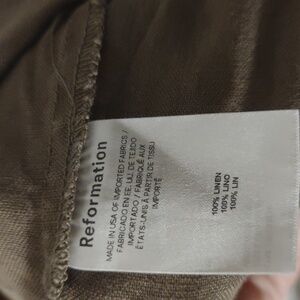 Reformation
MADE IN USA OF IMPORTED FABRICS /
FABRICADO EN EE.UU. DE TEJIDO
IMPORTADO / FABRIQUÉ AUX
ÉTATS-UNIS À PARTIR DE TISSU
100% LINEN
100% LINO
100% LIN